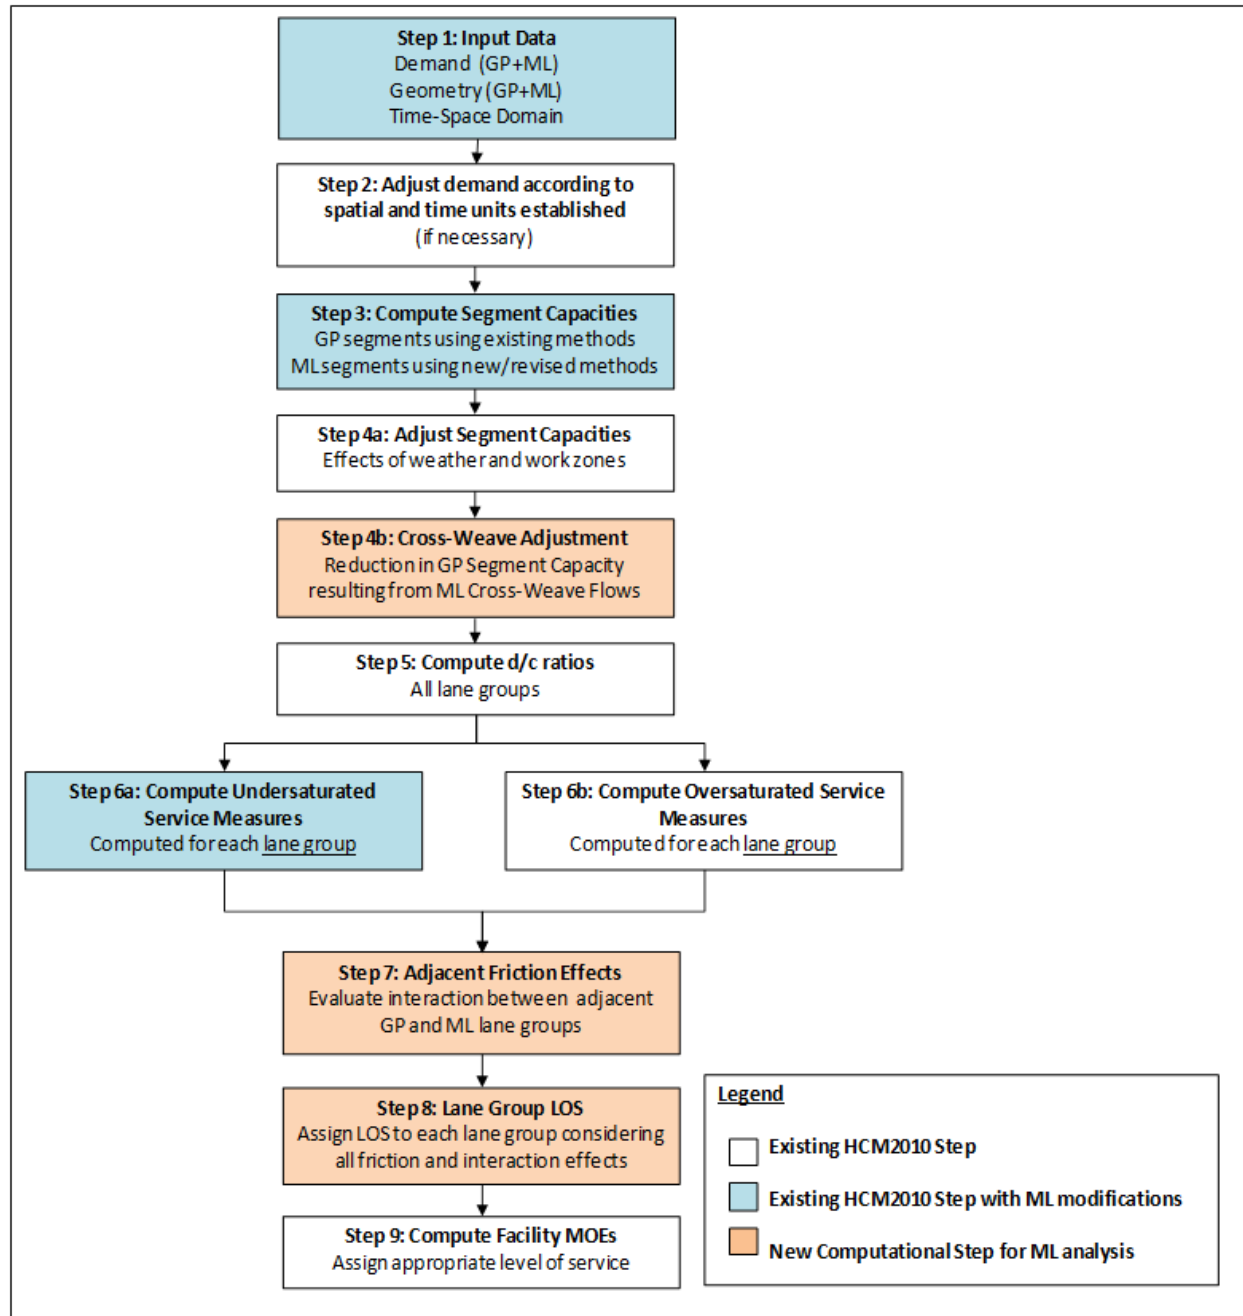 Step 1: Input Data
Demand (GP+ML)
Geometry (GP+ML)
Time-Space Domain
Step 2: Adjust demand according to
spatial and time units established
(if necessary)
Step 3: Compute Segment Capacities
GP segments using existing methods
ML segments using new/revised methods
Step 4a: Adjust Segment Capacities
Effects of weather and work zones
Step 4b: Cross-Weave Adjustment
Reduction in GP Segment Capacity
resulting from ML Cross-Weave Flows
Step 5: Compute d/c ratios
All lane groups
Step 6a: Compute Undersaturated
Service Measures
Computed for each lane group
Step 6b: Compute Oversaturated Service
Measures
Computed for each lane group
Step 7: Adjacent Friction Effects
Evaluate interaction between adjacent
GP and ML lane groups
Step 8: Lane Group LOS
Assign LOS to each lane group considering
all friction and interaction effects
Step 9: Compute Facility MOEs
Assign appropriate level of service
Legend
Existing HCM2010 Step
Existing HCM2010 Step with ML modifications
New Computational Step for ML analysis